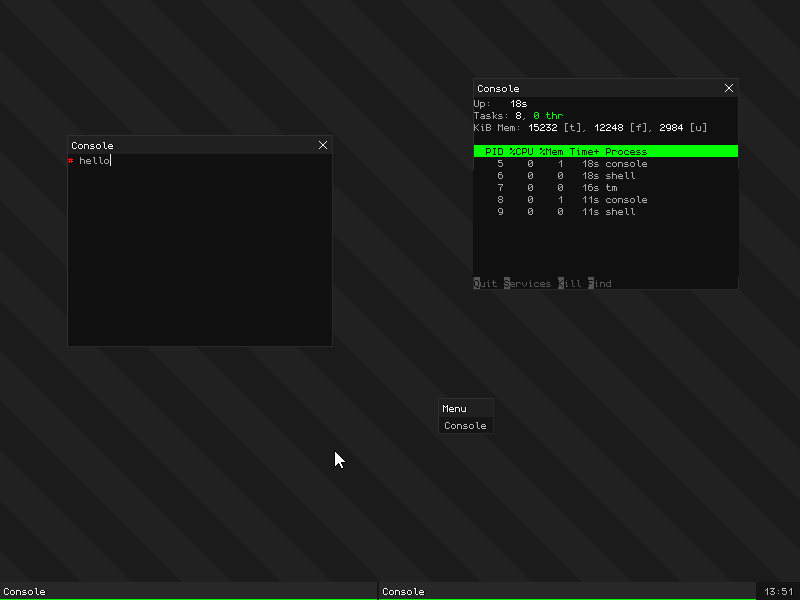 Console
# hello
Console
Up:   18s
Tasks: 8, 0 thr
KiB Mem: 15232 [t], 12248 [f], 2984 [u]
PID %CPU %Mem Time+ Process
5 0 1 18s console
6 0 0 18s shell
7 0 0 16s tm
8 0 1 11s console
9 0 0 11s shell
Quit Services Kill Find
Menu
Console
Console
Console
13:51